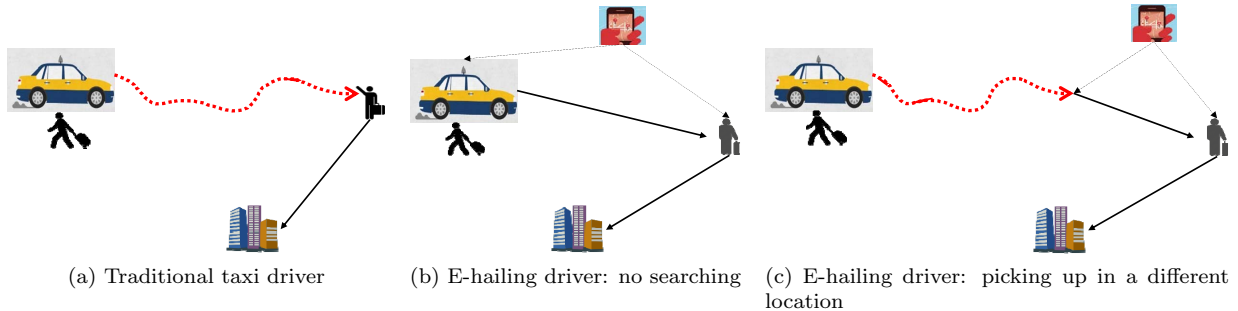 (a) Traditional taxi driver
(b) E-hailing driver: no searching
(c) E-hailing driver: picking up in a different
location